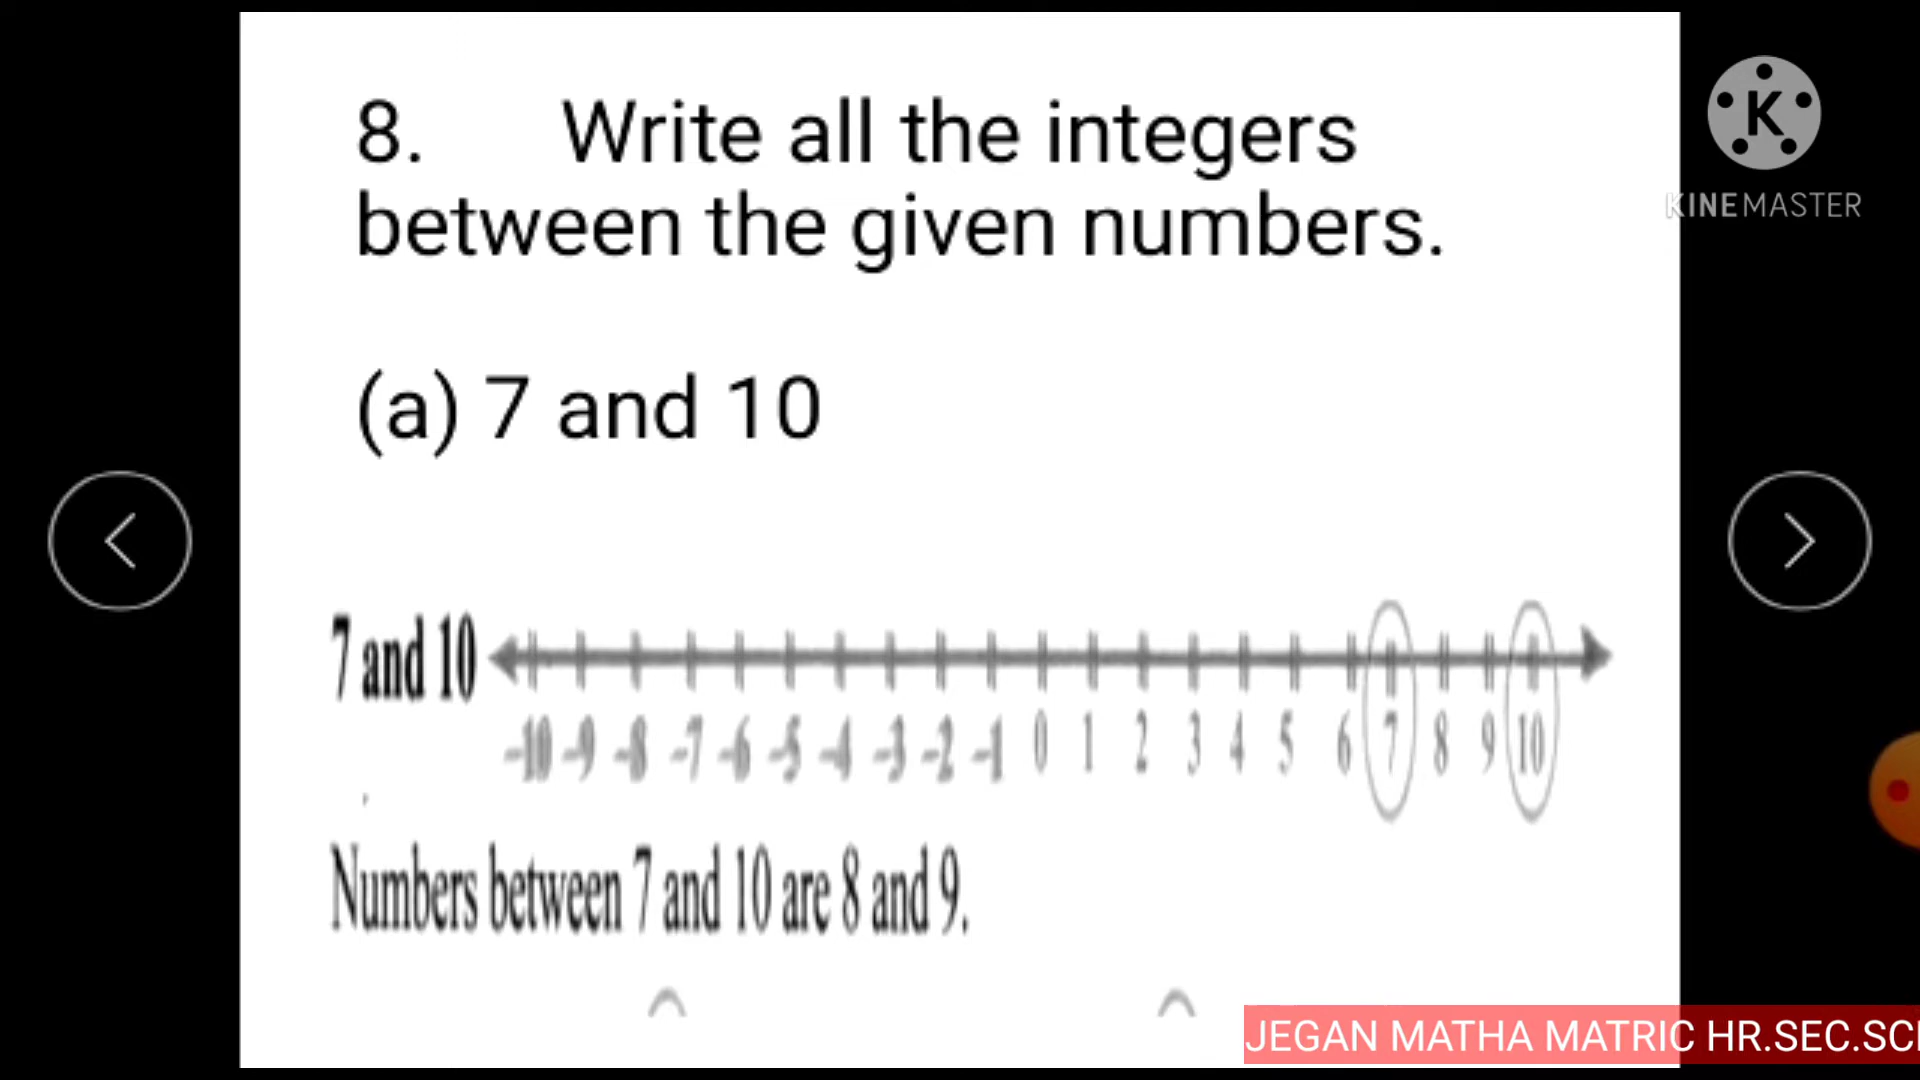 8. Write all the integers
between the given numbers.
K
KINEMASTER
(a) 7 and 10
7 and 10
-10 -9 -8 -7 -6 -5 -4 -3 -2 -1 0 1 2 3 4 5 6 7 8 9 10
Numbers between 7 and 10 are 8 and 9.
JEGAN MATHA MATRIC HR.SEC.SC